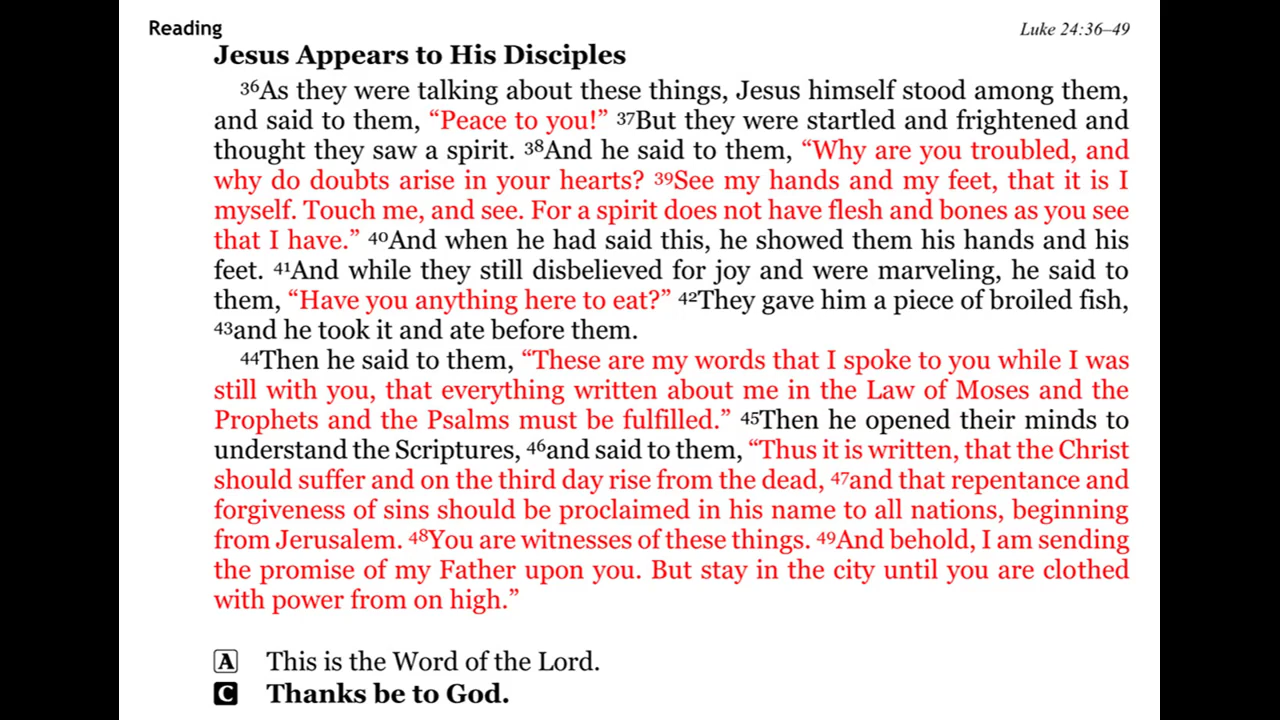 Reading Luke 24:36–49
Jesus Appears to His Disciples
36As they were talking about these things, Jesus himself stood among them,
and said to them, “Peace to you!” 37But they were startled and frightened and
thought they saw a spirit. 38And he said to them, “Why are you troubled, and
why do doubts arise in your hearts? 39See my hands and my feet, that it is I
myself. Touch me, and see. For a spirit does not have flesh and bones as you see
that I have.” 40And when he had said this, he showed them his hands and his
feet. 41And while they still disbelieved for joy and were marveling, he said to
them, “Have you anything here to eat?” 42They gave him a piece of broiled fish,
43and he took it and ate before them.
44Then he said to them, “These are my words that I spoke to you while I was
still with you, that everything written about me in the Law of Moses and the
Prophets and the Psalms must be fulfilled.” 45Then he opened their minds to
understand the Scriptures, 46and said to them, “Thus it is written, that the Christ
should suffer and on the third day rise from the dead, 47and that repentance and
forgiveness of sins should be proclaimed in his name to all nations, beginning
from Jerusalem. 48You are witnesses of these things. 49And behold, I am sending
the promise of my Father upon you. But stay in the city until you are clothed
with power from on high.”
A This is the Word of the Lord.
C Thanks be to God.